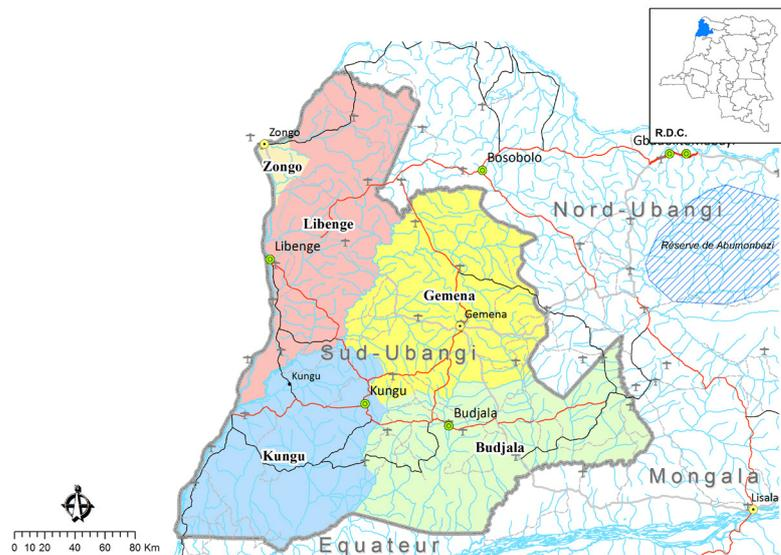 R.D.C.
Zongo
Zongo
Bosobolo
Nord-Ubangi
Libenge
Libenge
Réserve de Abumonbazi
Gemena
Gemena
Sud-Ubangi
Kungu
Kungu
Budjala
Kungu
Budjala
Mongala
Lisala
Equateur
0 10 20 40 60 80 Km